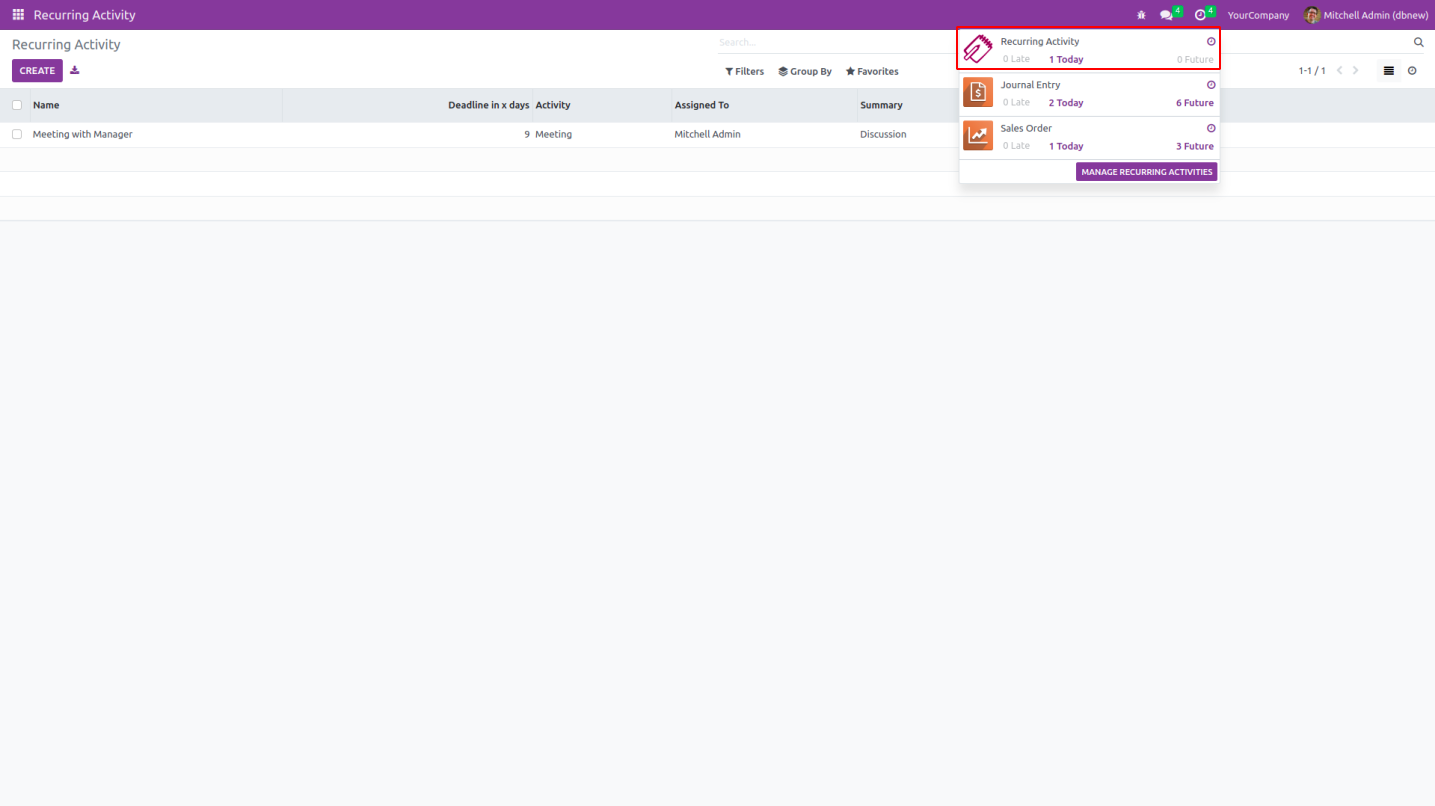 Recurring Activity 4 4 YourCompany Mitchell Admin (dbnew)
Recurring Activity Search...
CREATE Filters Group By Favorites 1-1 / 1
Recurring Activity
0 Late 1 Today 0 Future
Journal Entry
0 Late 2 Today 6 Future
Sales Order
0 Late 1 Today 3 Future
MANAGE RECURRING ACTIVITIES
Name Deadline in x days Activity Assigned To Summary
Meeting with Manager 9 Meeting Mitchell Admin Discussion